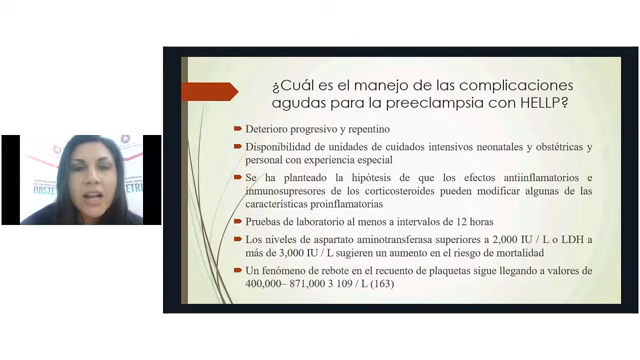 ¿Cuál es el manejo de las complicaciones
agudas para la preeclampsia con HELLP?
Deterioro progresivo y repentino
Disponibilidad de unidades de cuidados intensivos neonatales y obstétricas y
personal con experiencia especial
Se ha planteado la hipótesis de que los efectos antiinflamatorios e
inmunosupresores de los corticosteroides pueden modificar algunas de las
características proinflamatorias
Pruebas de laboratorio al menos a intervalos de 12 horas
Los niveles de aspartato aminotransferasa superiores a 2,000 IU / L o LDH a
más de 3,000 IU / L sugieren un aumento en el riesgo de mortalidad
Un fenómeno de rebote en el recuento de plaquetas sigue llegando a valores de
400,000– 871,000 3 109 / L (163)